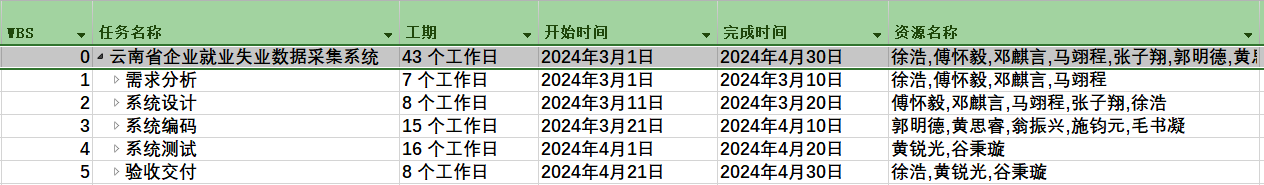 WBS 任务名称 工期 开始时间 完成时间 资源名称
0 云南省企业就业失业数据采集系统 43 个工作日 2024年3月1日 2024年4月30日 徐浩,傅怀毅,邓麒言,马翊程,张子翔,郭明德,黄思
1 需求分析 7 个工作日 2024年3月1日 2024年3月10日 徐浩,傅怀毅,邓麒言,马翊程
2 系统设计 8 个工作日 2024年3月11日 2024年3月20日 傅怀毅,邓麒言,马翊程,张子翔,徐浩
3 系统编码 15 个工作日 2024年3月21日 2024年4月10日 郭明德,黄思睿,翁振兴,施钧元,毛书凝
4 系统测试 16 个工作日 2024年4月1日 2024年4月20日 黄锐光,谷秉璇
5 验收交付 8 个工作日 2024年4月21日 2024年4月30日 徐浩,黄锐光,谷秉璇